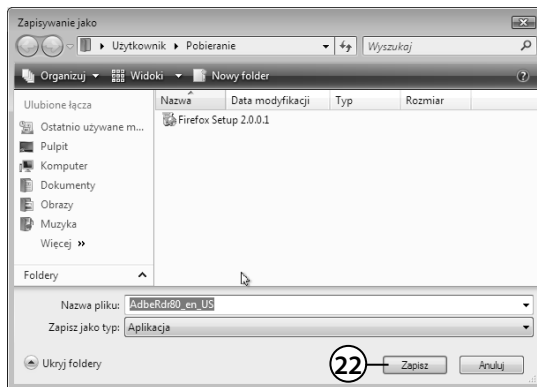 Zapisywanie jako
Użytkownik Pobieranie Wyszukaj
Organizuj Widoki Nowy folder
Ulubione łącza
Nazwa Data modyfikacji Typ Rozmiar
Ostatnio używane m... Firefox Setup 2.0.0.1
Pulpit
Komputer
Dokumenty
Obrazy
Muzyka
Więcej »
Foldery
Nazwa pliku: AdbeRdr80_en_US
Zapisz jako typ: Aplikacja
Ukryj foldery 22 Zapisz Anuluj